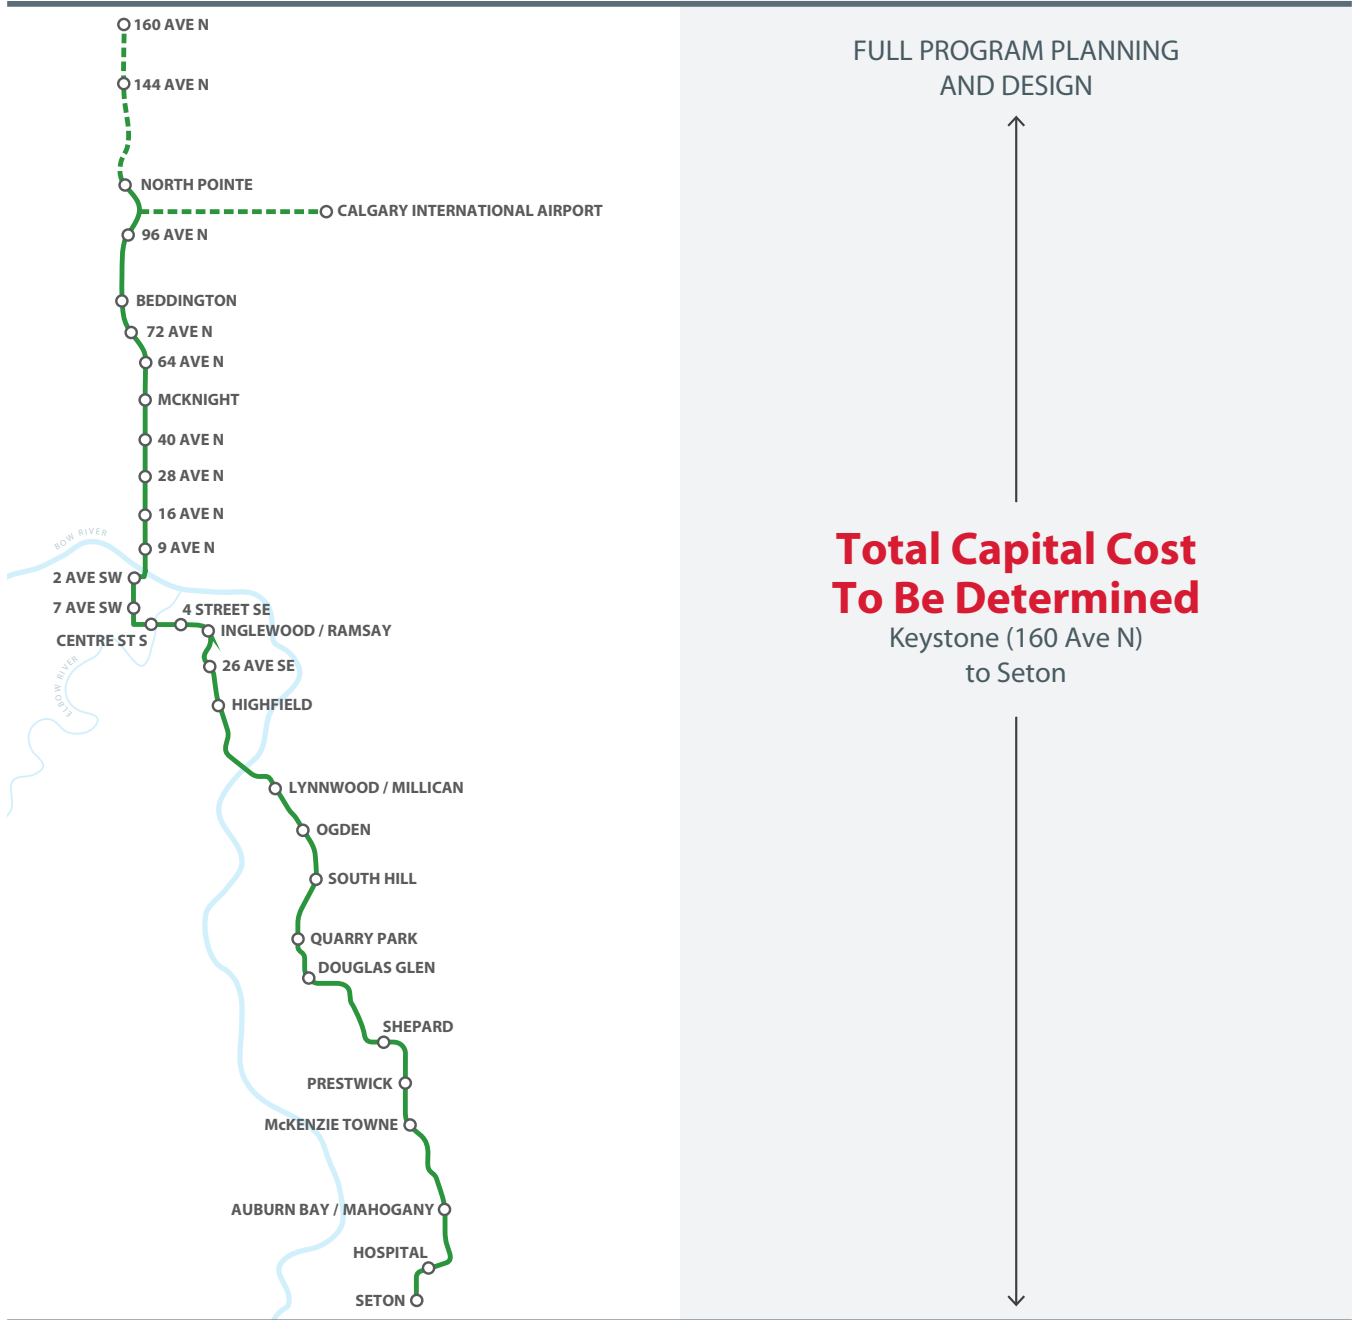 160 AVE N
144 AVE N
NORTH POINTE
CALGARY INTERNATIONAL AIRPORT
96 AVE N
BEDDINGTON
72 AVE N
64 AVE N
MCKNIGHT
40 AVE N
28 AVE N
16 AVE N
BOW RIVER
9 AVE N
2 AVE SW
7 AVE SW
4 STREET SE
CENTRE ST S
INGLEWOOD / RAMSAY
ELBOW RIVER
26 AVE SE
HIGHFIELD
LYNNWOOD / MILLICAN
OGDEN
SOUTH HILL
QUARRY PARK
DOUGLAS GLEN
SHEPARD
PRESTWICK
McKENZIE TOWNE
AUBURN BAY / MAHOGANY
HOSPITAL
SETON
FULL PROGRAM PLANNING
AND DESIGN
Total Capital Cost
To Be Determined
Keystone (160 Ave N)
to Seton